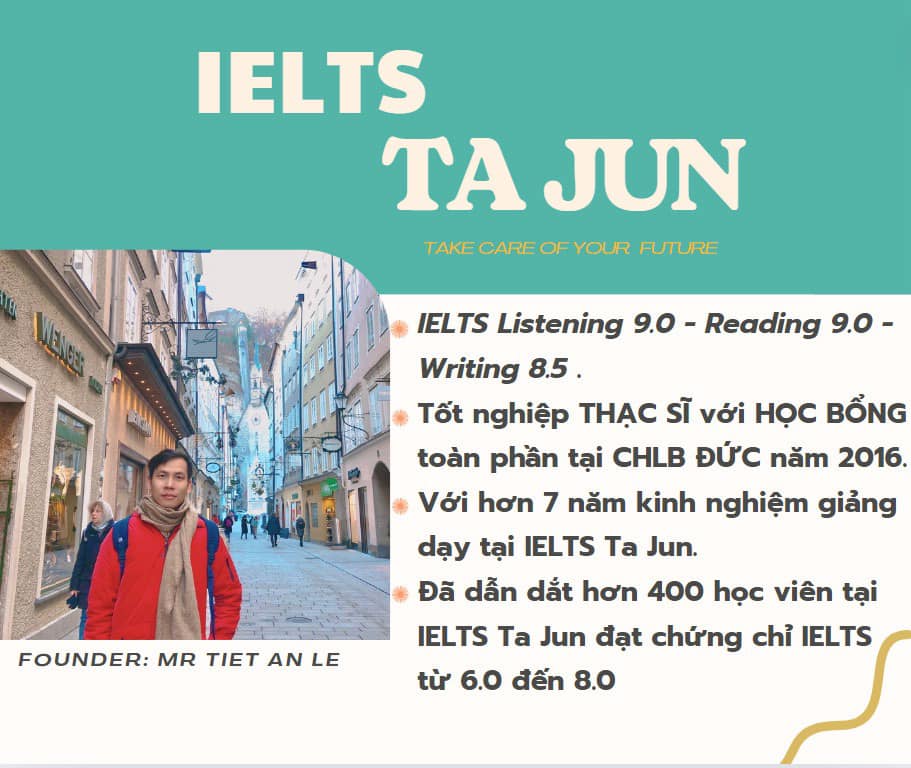 IELTS
TA JUN
TAKE CARE OF YOUR FUTURE
WENGER
IELTS Listening 9.0 - Reading 9.0 -
Writing 8.5 .
Tốt nghiệp THẠC SĨ với HỌC BỔNG
toàn phần tại CHLB ĐỨC năm 2016.
Với hơn 7 năm kinh nghiệm giảng
dạy tại IELTS Ta Jun.
Đã dẫn dắt hơn 400 học viên tại
IELTS Ta Jun đạt chứng chỉ IELTS
từ 6.0 đến 8.0
FOUNDER: MR TIET AN LE